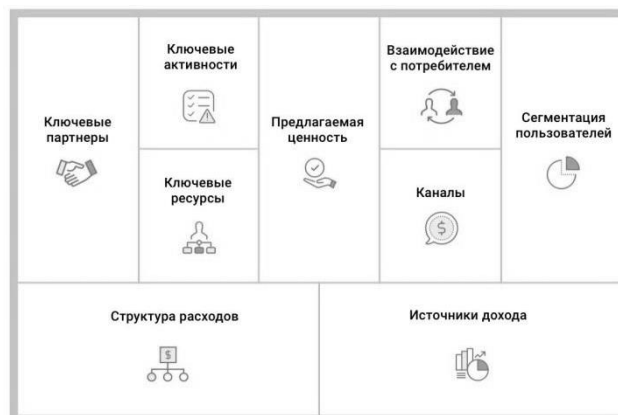 Ключевые
партнеры
Ключевые
активности
Ключевые
ресурсы
Предлагаемая
ценность
Взаимодействие
с потребителем
Каналы
$
Сегментация
пользователей
Структура расходов
$
Источники дохода